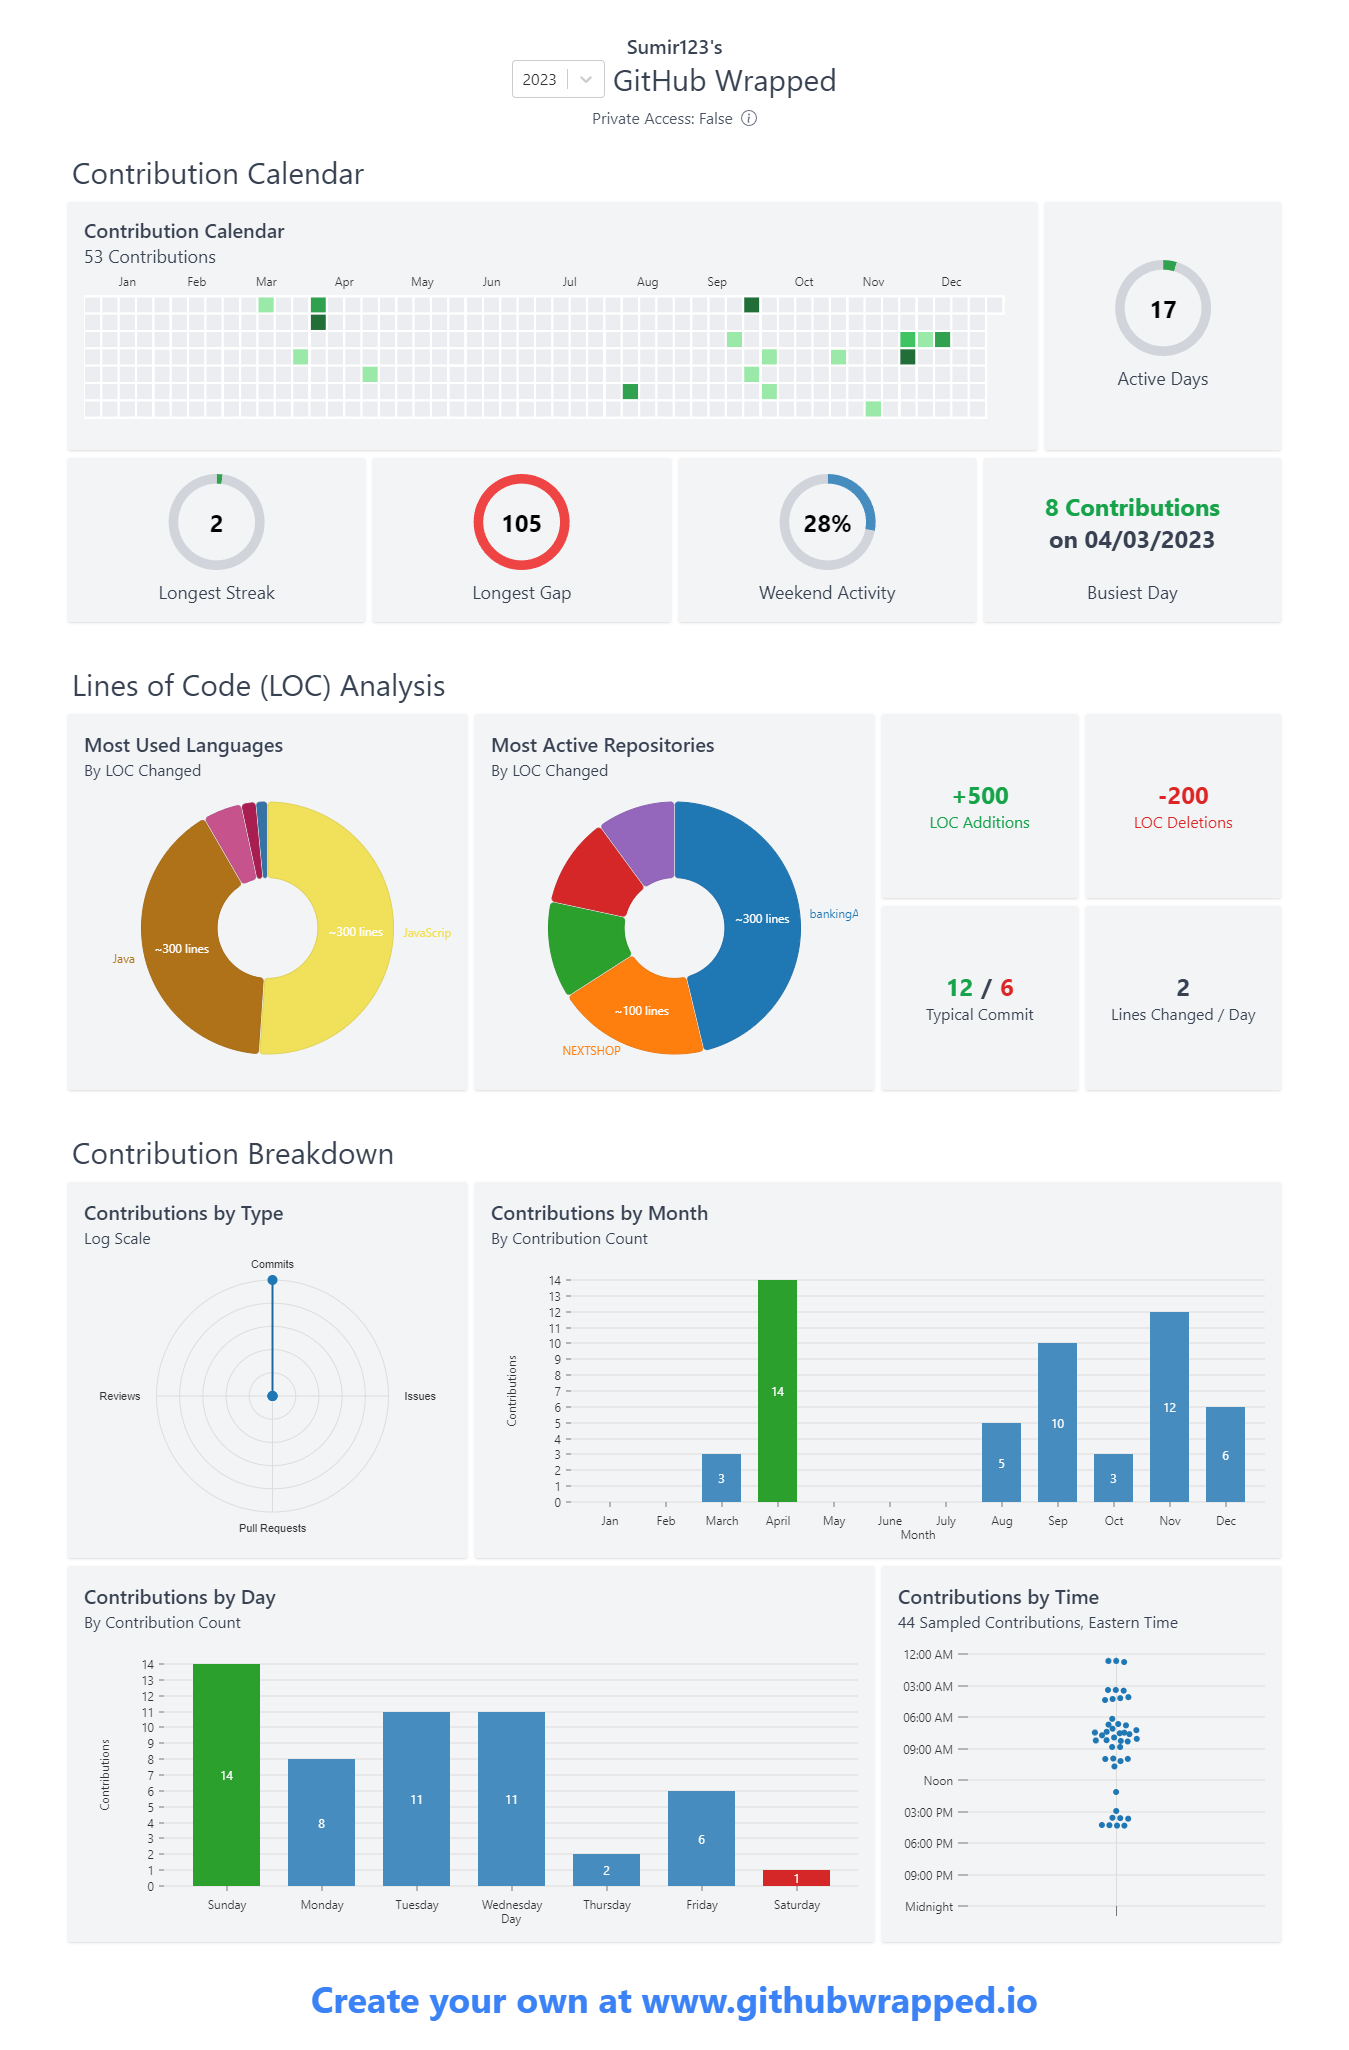 Sumir123's
2023
GitHub Wrapped
Private Access: False
Contribution Calendar
Contribution Calendar
53 Contributions
Jan Feb Mar Apr May Jun Jul Aug Sep Oct Nov Dec
17
Active Days
2
Longest Streak
105
Longest Gap
28%
Weekend Activity
8 Contributions
on 04/03/2023
Busiest Day
Lines of Code (LOC) Analysis
Most Used Languages
By LOC Changed
~300 lines
JavaScrip
~300 lines
Java
Most Active Repositories
By LOC Changed
~300 lines
bankingA
~100 lines
NEXTSHOP
+500
LOC Additions
-200
LOC Deletions
12 / 6
Typical Commit
2
Lines Changed / Day
Contribution Breakdown
Contributions by Type
Log Scale
Commits
Reviews
Issues
Pull Requests
Contributions by Month
By Contribution Count
14
13
12
11
10
9
8
7
6
5
4
3
2
1
0
Contributions
3
14
5
10
3
12
6
Jan Feb March April May June July Aug Sep Oct Nov Dec
Month
Contributions by Day
By Contribution Count
14
13
12
11
10
9
8
7
6
5
4
3
2
1
0
Contributions
14
8
11
11
2
6
1
Sunday Monday Tuesday Wednesday Thursday Friday Saturday
Day
Contributions by Time
44 Sampled Contributions, Eastern Time
12:00 AM
03:00 AM
06:00 AM
09:00 AM
Noon
03:00 PM
06:00 PM
09:00 PM
Midnight
Create your own at www.githubwrapped.io